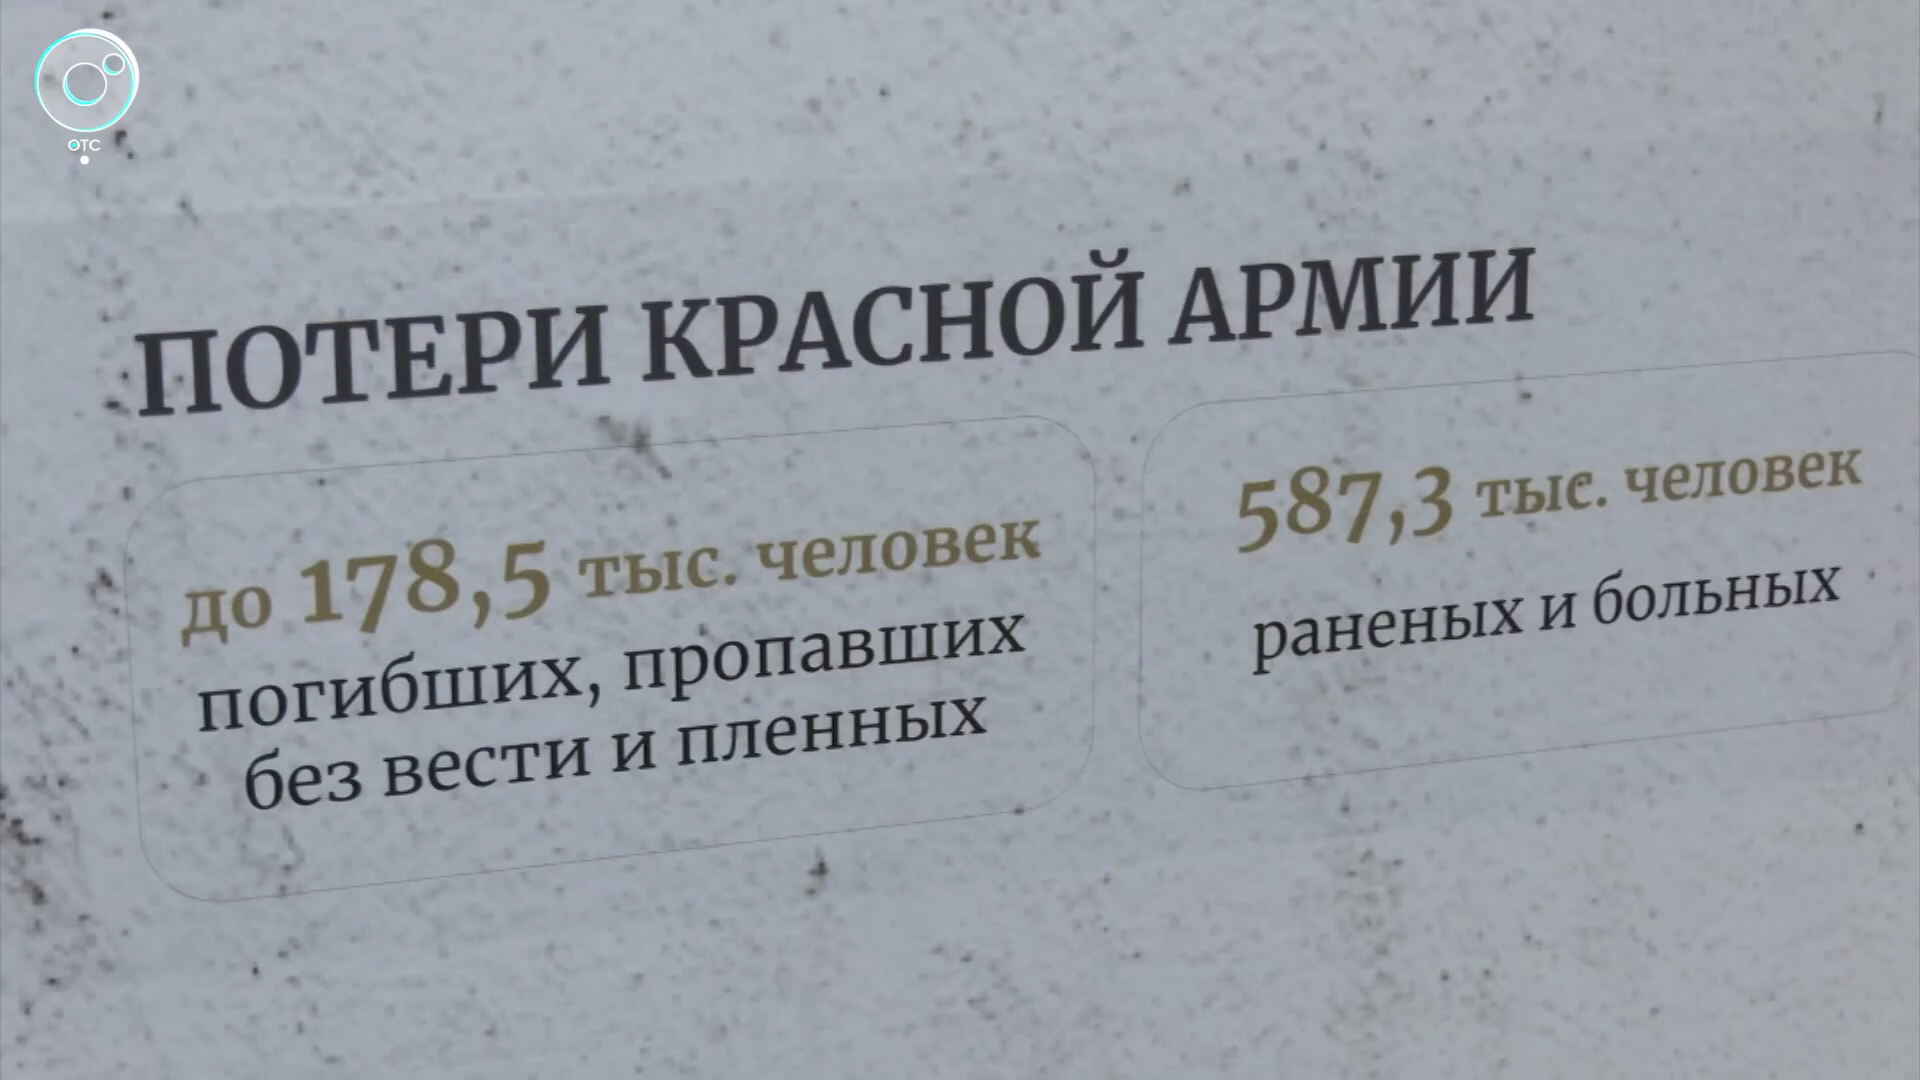 ОТС
ПОТЕРИ КРАСНОЙ АРМИИ
до 178,5 тыс. человек
погибших, пропавших
без вести и пленных
587,3 тыс. человек
раненых и больных